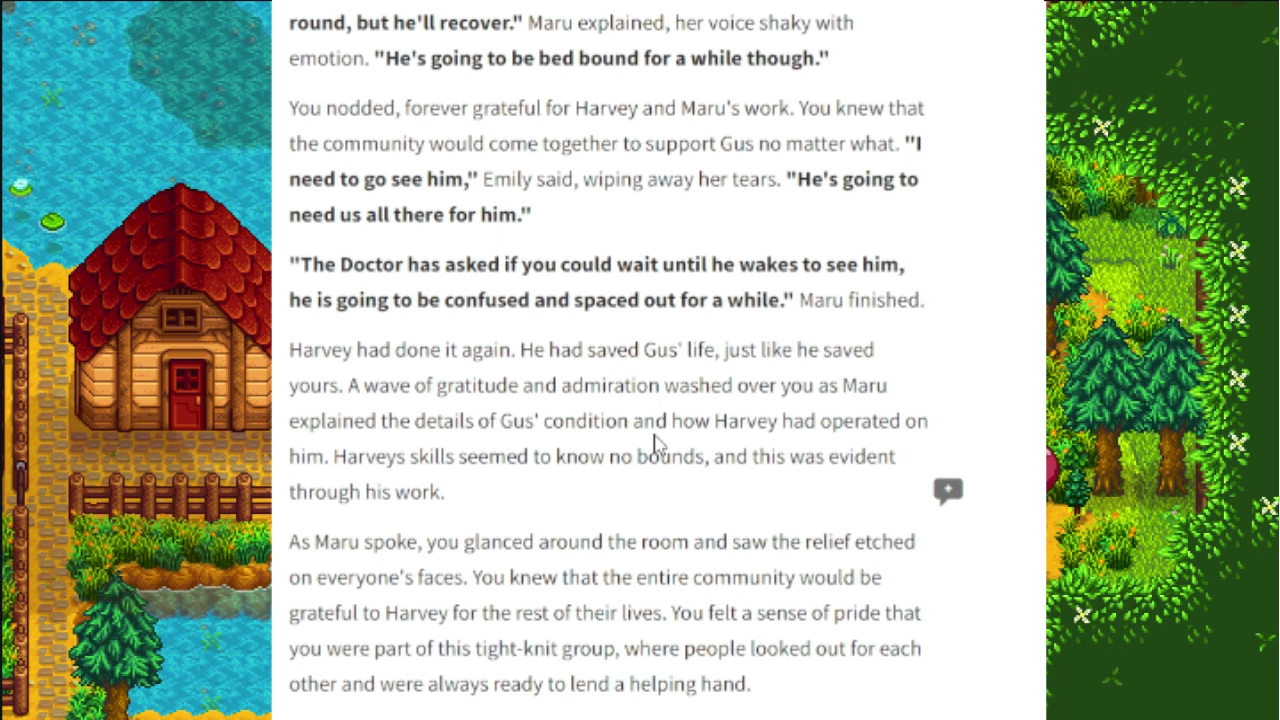 round, but he'll recover." Maru explained, her voice shaky with
emotion. "He's going to be bed bound for a while though."
You nodded, forever grateful for Harvey and Maru's work. You knew that
the community would come together to support Gus no matter what. "I
need to go see him," Emily said, wiping away her tears. "He's going to
need us all there for him."
"The Doctor has asked if you could wait until he wakes to see him,
he is going to be confused and spaced out for a while." Maru finished.
Harvey had done it again. He had saved Gus' life, just like he saved
yours. A wave of gratitude and admiration washed over you as Maru
explained the details of Gus' condition and how Harvey had operated on
him. Harveys skills seemed to know no bounds, and this was evident
through his work.
As Maru spoke, you glanced around the room and saw the relief etched
on everyone's faces. You knew that the entire community would be
grateful to Harvey for the rest of their lives. You felt a sense of pride that
you were part of this tight-knit group, where people looked out for each
other and were always ready to lend a helping hand.